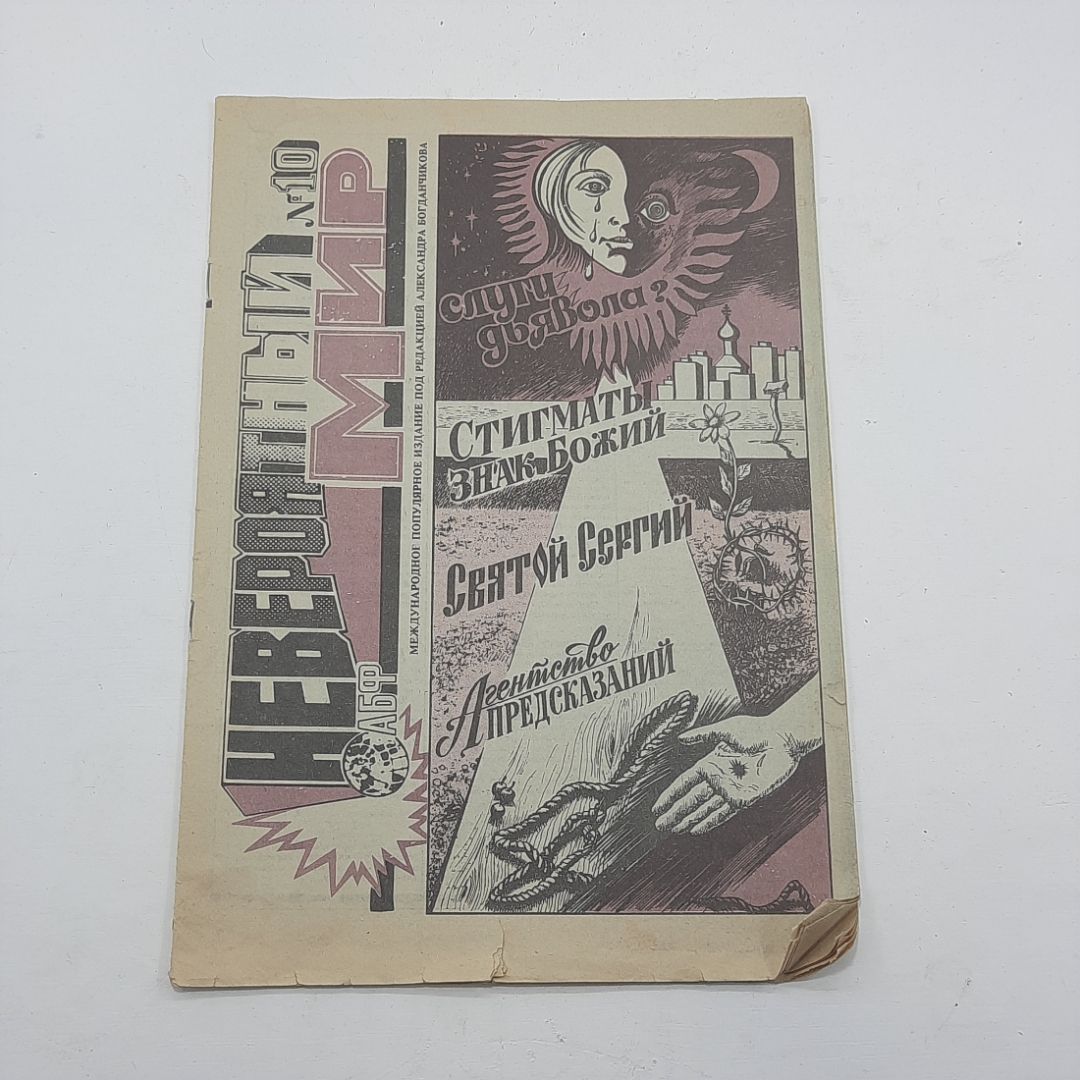 НЕВЕРОЯТНЫЙ
МИР
№10
АБФ
МЕЖДУНАРОДНОЕ ПОПУЛЯРНОЕ ИЗДАНИЕ ПОД РЕДАКЦИЕЙ АЛЕКСАНДРА БОГДАНЧИКОВА
СЛУГИ
ДЬЯВОЛА?
СТИГМАТЫ
ЗНАК БОЖИЙ
СВЯТОЙ СЕРГИЙ
Агентство
ПРЕДСКАЗАНИЙ